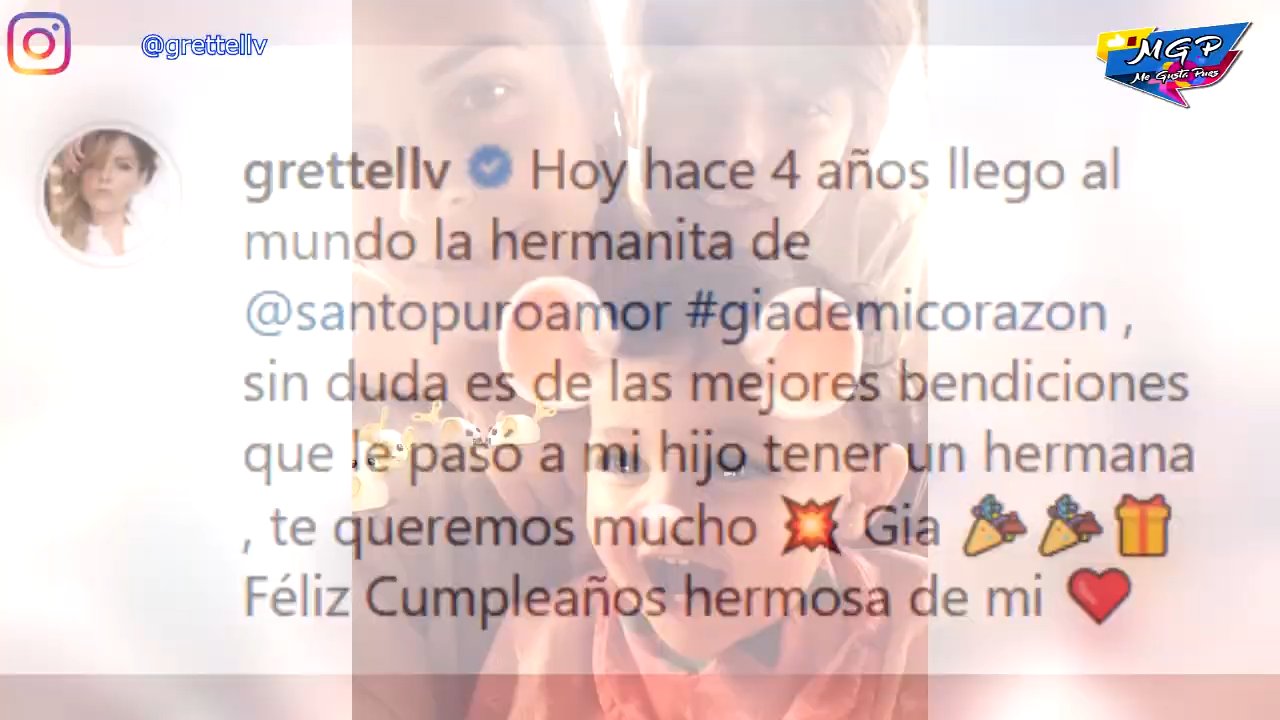 @grettellv
MGP
Me Gusta Pues
grettellv Hoy hace 4 años llego al
mundo la hermanita de
@santopuroamor #giademicorazon ,
sin duda es de las mejores bendiciones
que le pasó a mi hijo tener un hermana
, te queremos mucho 💥 Gia 🎉 🎉 🎁
Féliz Cumpleaños hermosa de mi ❤️